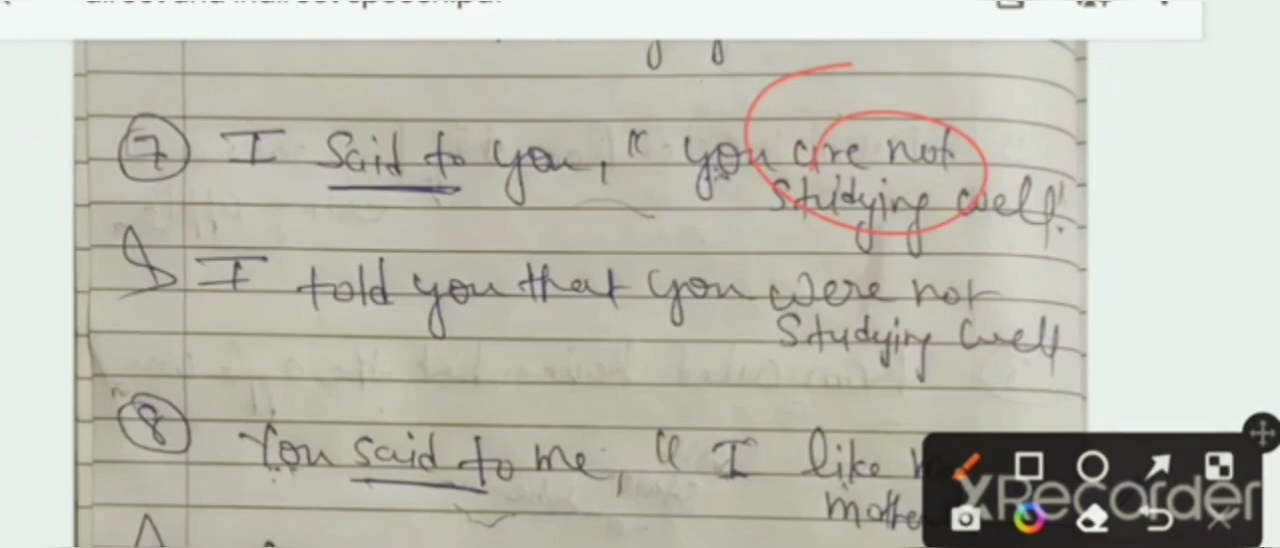 7 I said to you, " you are not
studying well!
I told you that you were not
studying well
8 You said to me, " I like
XRecorder